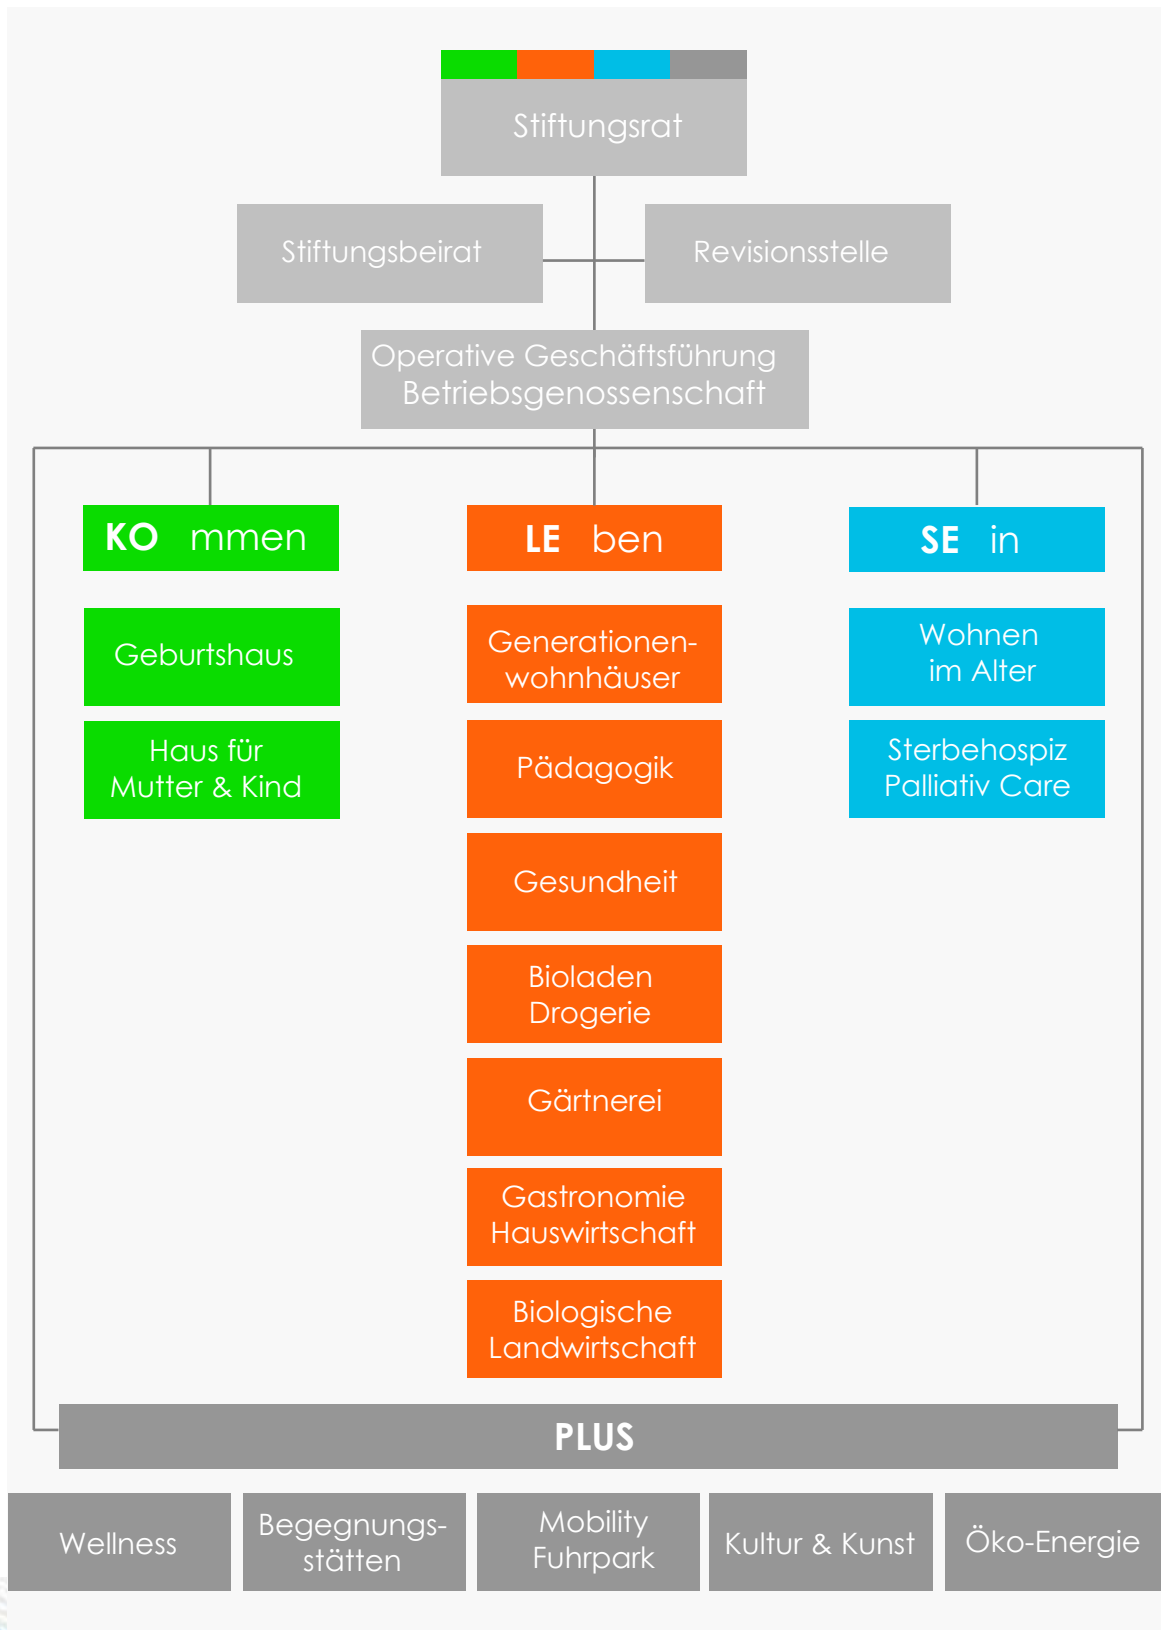 Stiftungsrat
Stiftungsbeirat
Revisionsstelle
Operative Geschäftsführung
Betriebsgenossenschaft
KO mmen
LE ben
SE in
Geburtshaus
Haus für
Mutter & Kind
Generationen-
wohnhäuser
Pädagogik
Gesundheit
Bioladen
Drogerie
Gärtnerei
Gastronomie
Hauswirtschaft
Biologische
Landwirtschaft
Wohnen
im Alter
Sterbehospiz
Palliativ Care
PLUS
Wellness
Begegnungs-
stätten
Mobility
Fuhrpark
Kultur & Kunst
Öko-Energie